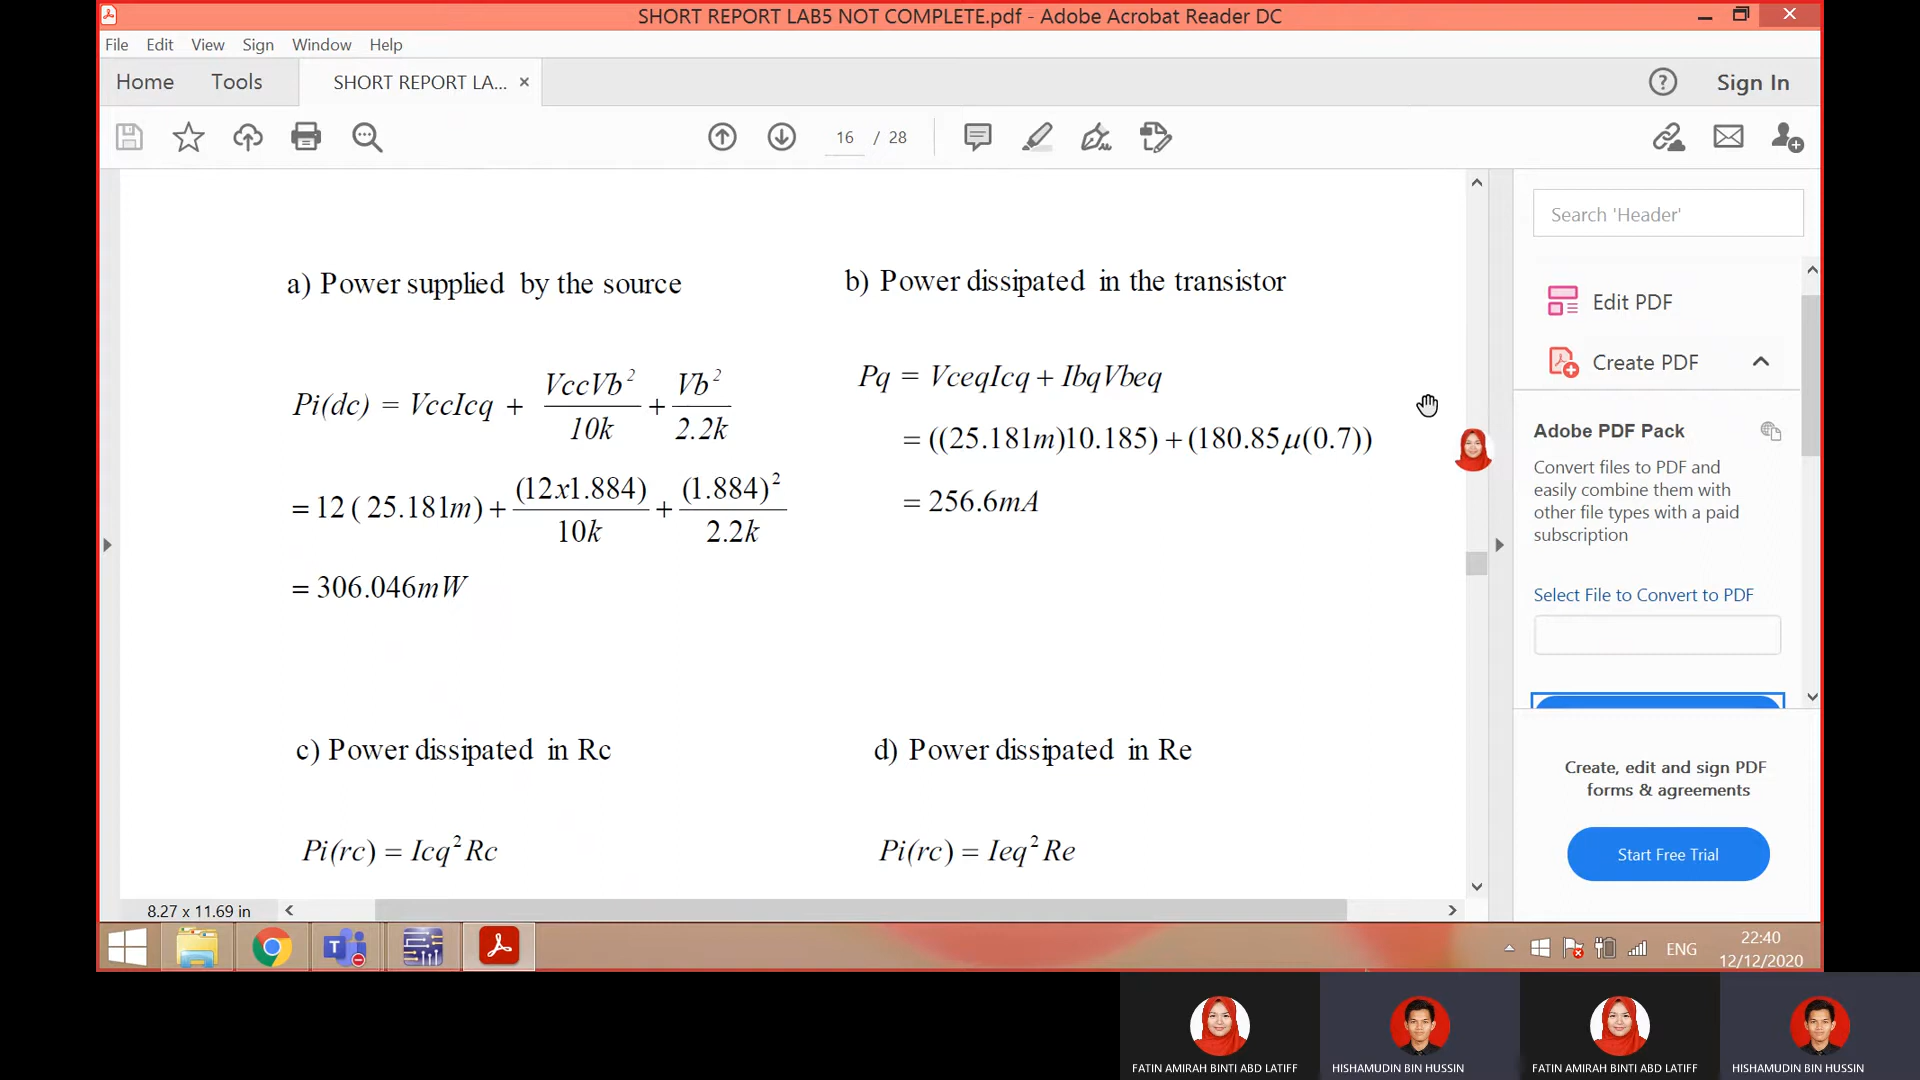 SHORT REPORT LAB5 NOT COMPLETE.pdf - Adobe Acrobat Reader DC
File Edit View Sign Window Help
Home Tools SHORT REPORT LA... × Sign In
16 / 28
Search 'Header'
a) Power supplied by the source
Pi(dc) = VccIcq + VccVb²/10k + Vb²/2.2k
= 12 (25.181m) + (12x1.884)/10k + (1.884)²/2.2k
= 306.046mW
b) Power dissipated in the transistor
Pq = VceqIcq + IbqVbeq
= ((25.181m)10.185) + (180.85μ(0.7))
= 256.6mA
c) Power dissipated in Rc
Pi(rc) = Icq² Rc
d) Power dissipated in Re
Pi(rc) = Ieq² Re
Edit PDF
Create PDF
Adobe PDF Pack
Convert files to PDF and
easily combine them with
other file types with a paid
subscription
Select File to Convert to PDF
Create, edit and sign PDF
forms & agreements
Start Free Trial
8.27 x 11.69 in
ENG
22:40
12/12/2020
FATIN AMIRAH BINTI ABD LATIFF
HISHAMUDIN BIN HUSSIN
FATIN AMIRAH BINTI ABD LATIFF
HISHAMUDIN BIN HUSSIN